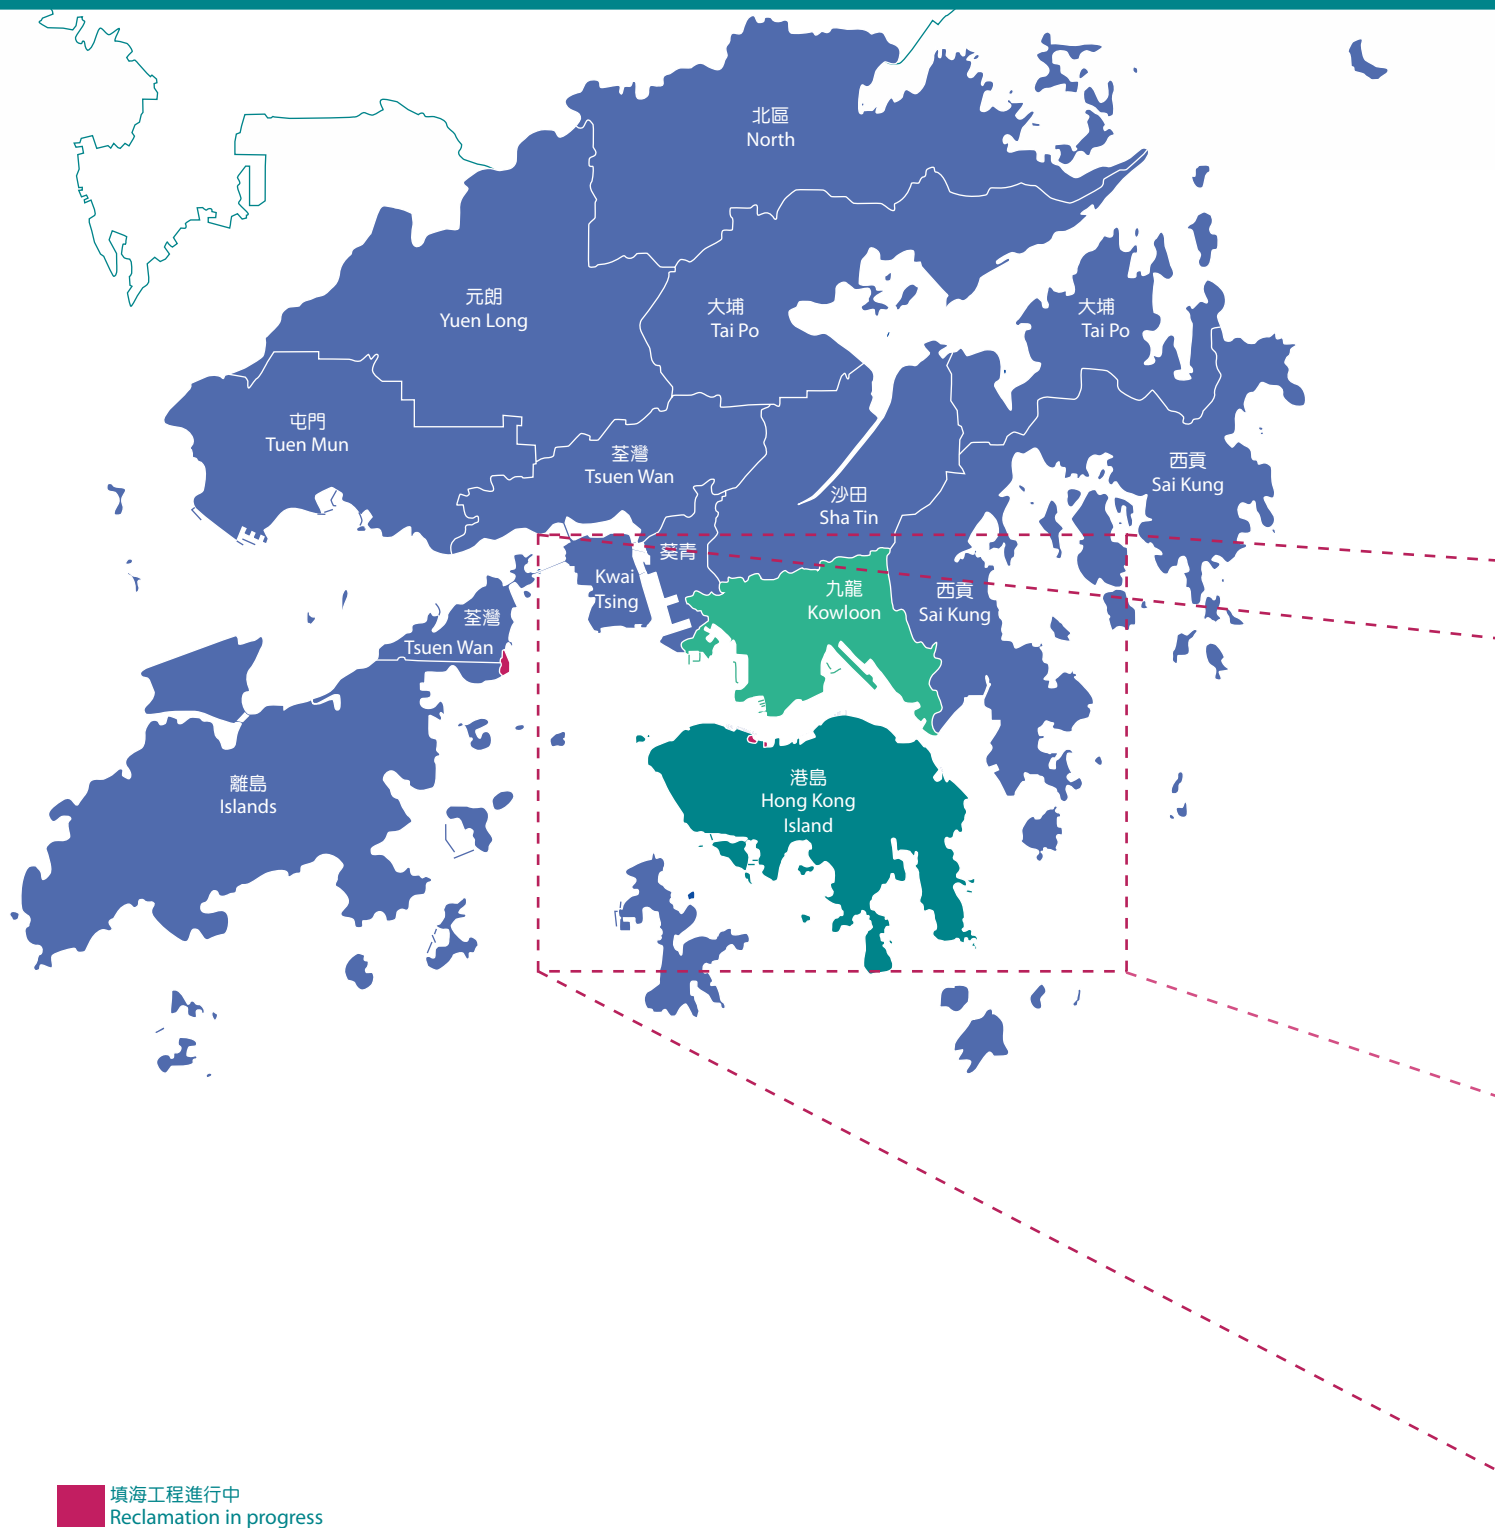 北區
North
元朗
Yuen Long
大埔
Tai Po
大埔
Tai Po
屯門
Tuen Mun
荃灣
Tsuen Wan
西貢
Sai Kung
沙田
Sha Tin
葵青
Kwai
Tsing
九龍
Kowloon
西貢
Sai Kung
荃灣
Tsuen Wan
離島
Islands
港島
Hong Kong
Island
填海工程進行中
Reclamation in progress